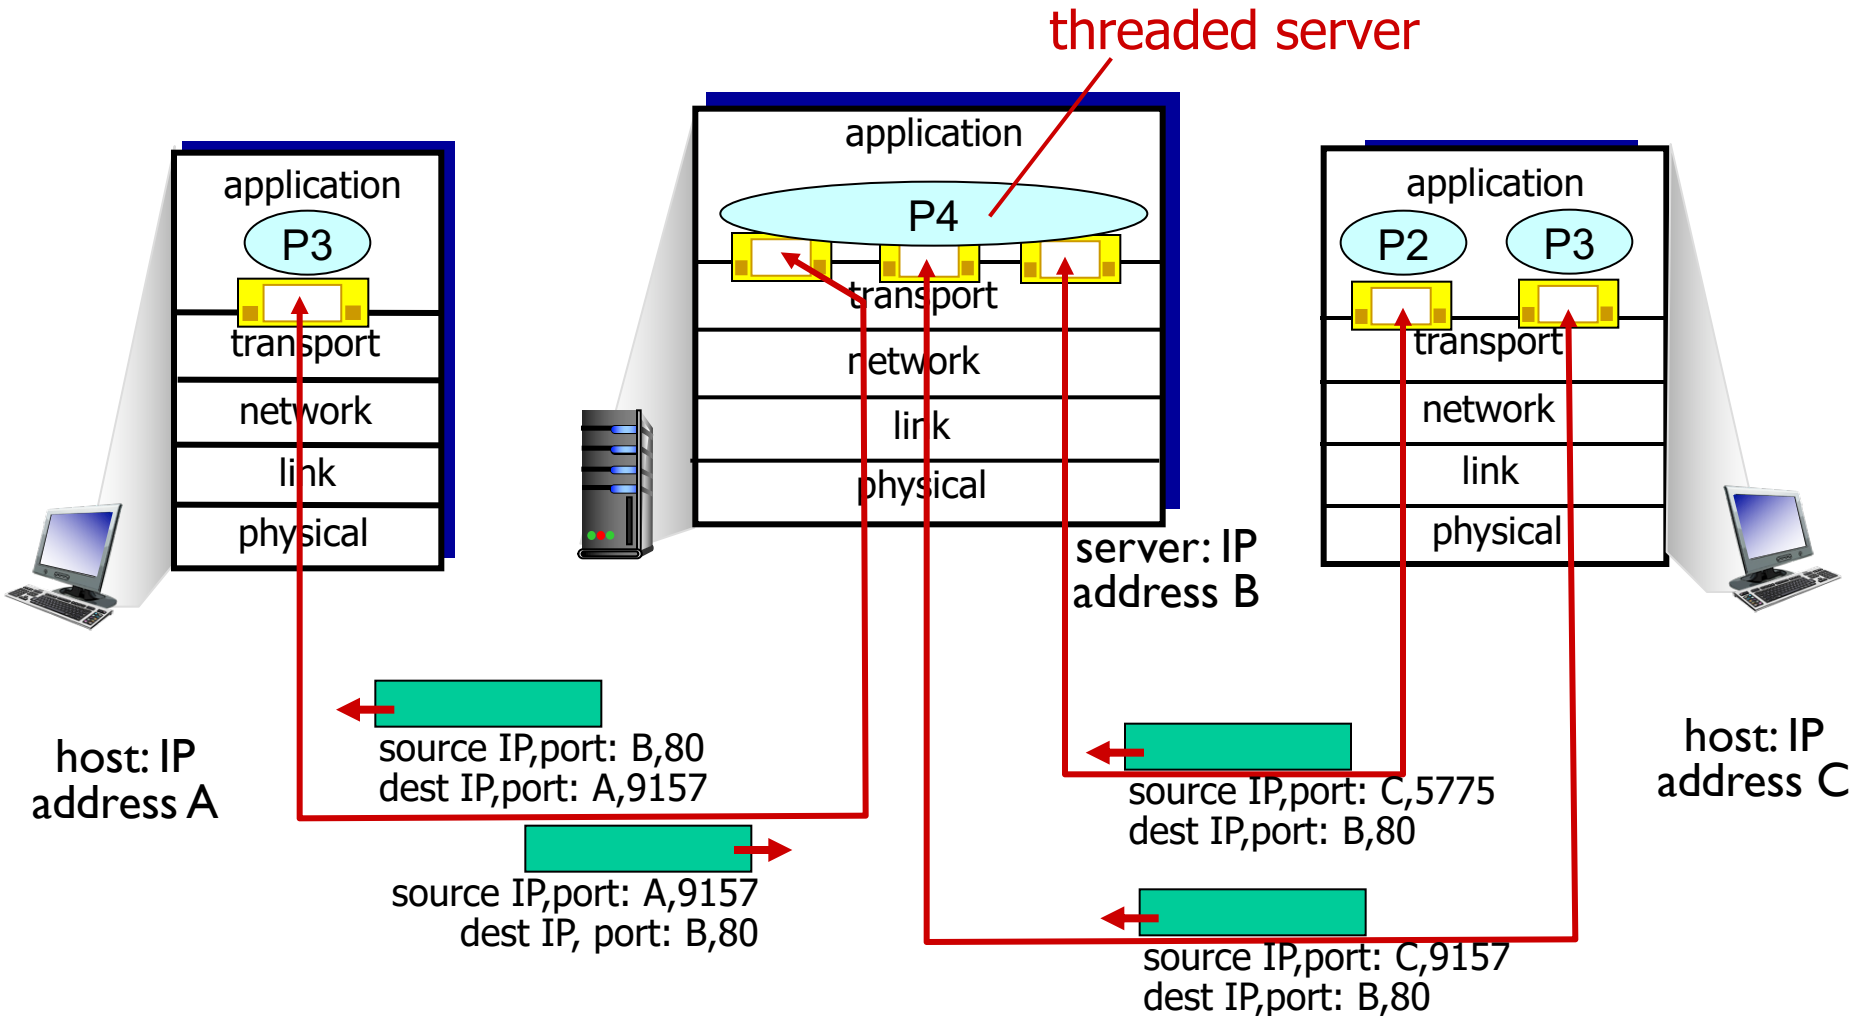 threaded server
application
P3
transport
network
link
physical
application
P4
transport
network
link
physical
application
P2
P3
transport
network
link
physical
server: IP
address B
host: IP
address A
host: IP
address C
source IP,port: B,80
dest IP,port: A,9157
source IP,port: A,9157
dest IP, port: B,80
source IP,port: C,5775
dest IP,port: B,80
source IP,port: C,9157
dest IP,port: B,80